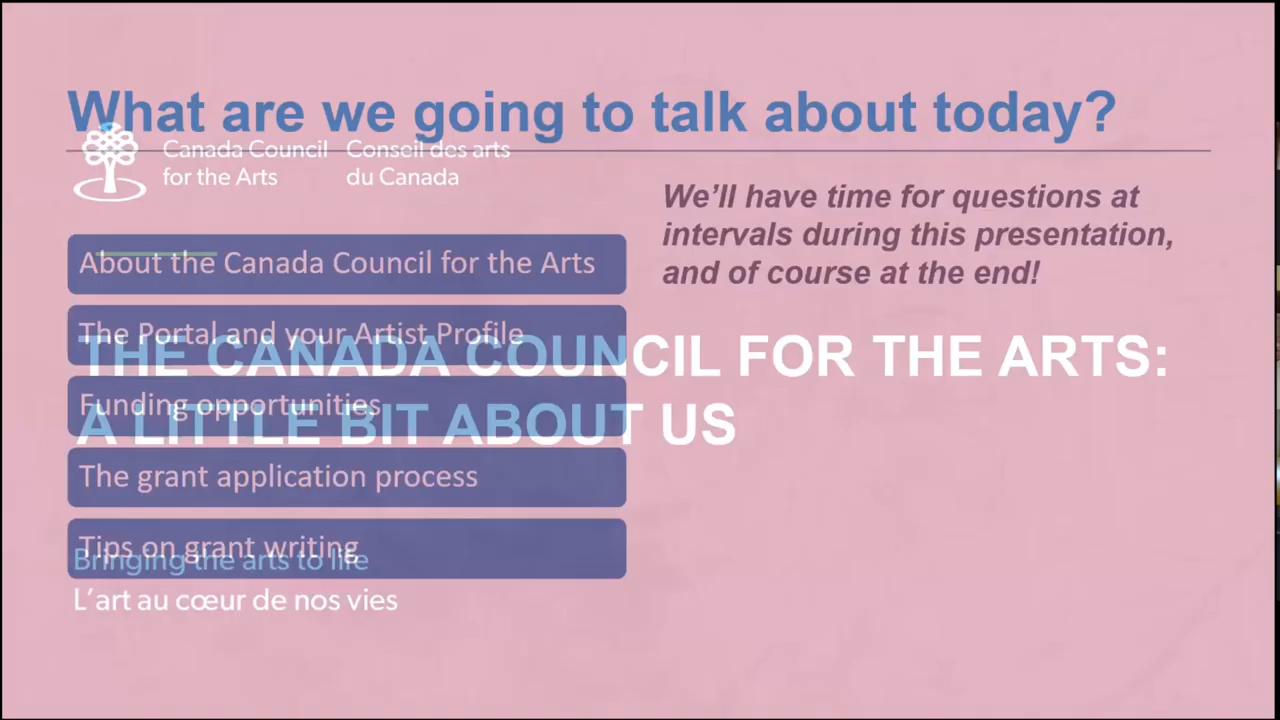 What are we going to talk about today?
Canada Council Conseil des arts
for the Arts du Canada
We’ll have time for questions at
intervals during this presentation,
and of course at the end!
About the Canada Council for the Arts
The Portal and your Artist Profile
THE CANADA COUNCIL FOR THE ARTS:
Funding opportunities
A LITTLE BIT ABOUT US
The grant application process
Tips on grant writing
Bringing the arts to life
L’art au cœur de nos vies